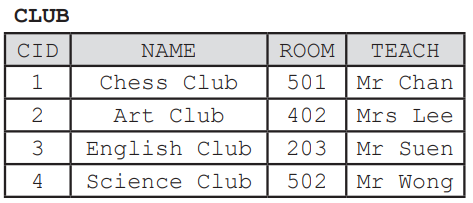 CLUB
CID NAME ROOM TEACH
1 Chess Club 501 Mr Chan
2 Art Club 402 Mrs Lee
3 English Club 203 Mr Suen
4 Science Club 502 Mr Wong